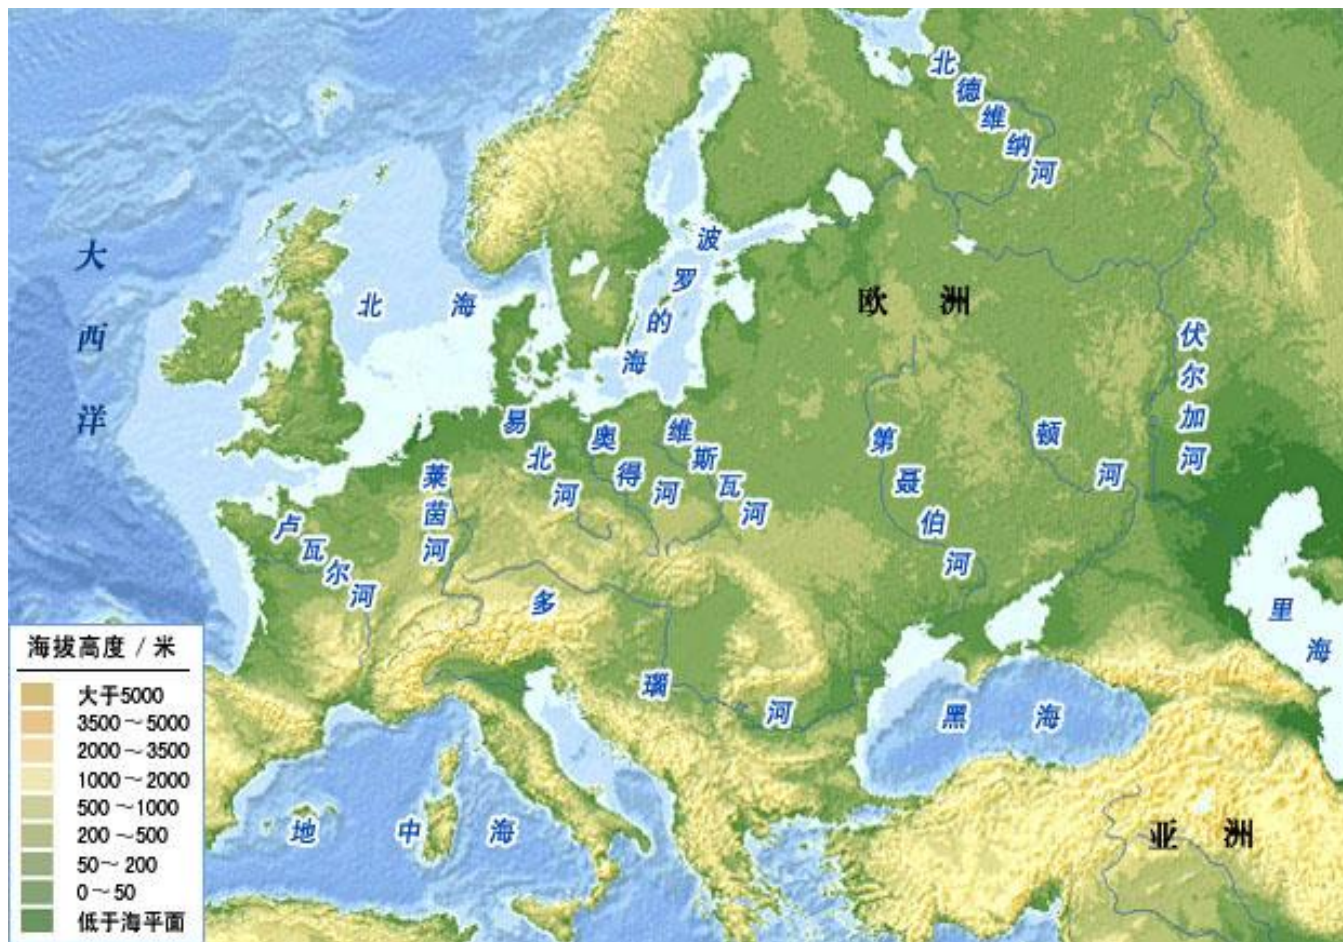 北德维纳河
大西洋
北海
波罗的海
欧洲
伏尔加河
易北河
奥得河
维斯瓦河
第聂伯河
顿河
莱茵河
卢瓦尔河
多瑙河
里海
黑海
地中海
亚洲
海拔高度 / 米
大于5000
3500～5000
2000～3500
1000～2000
500～1000
200～500
50～200
0～50
低于海平面